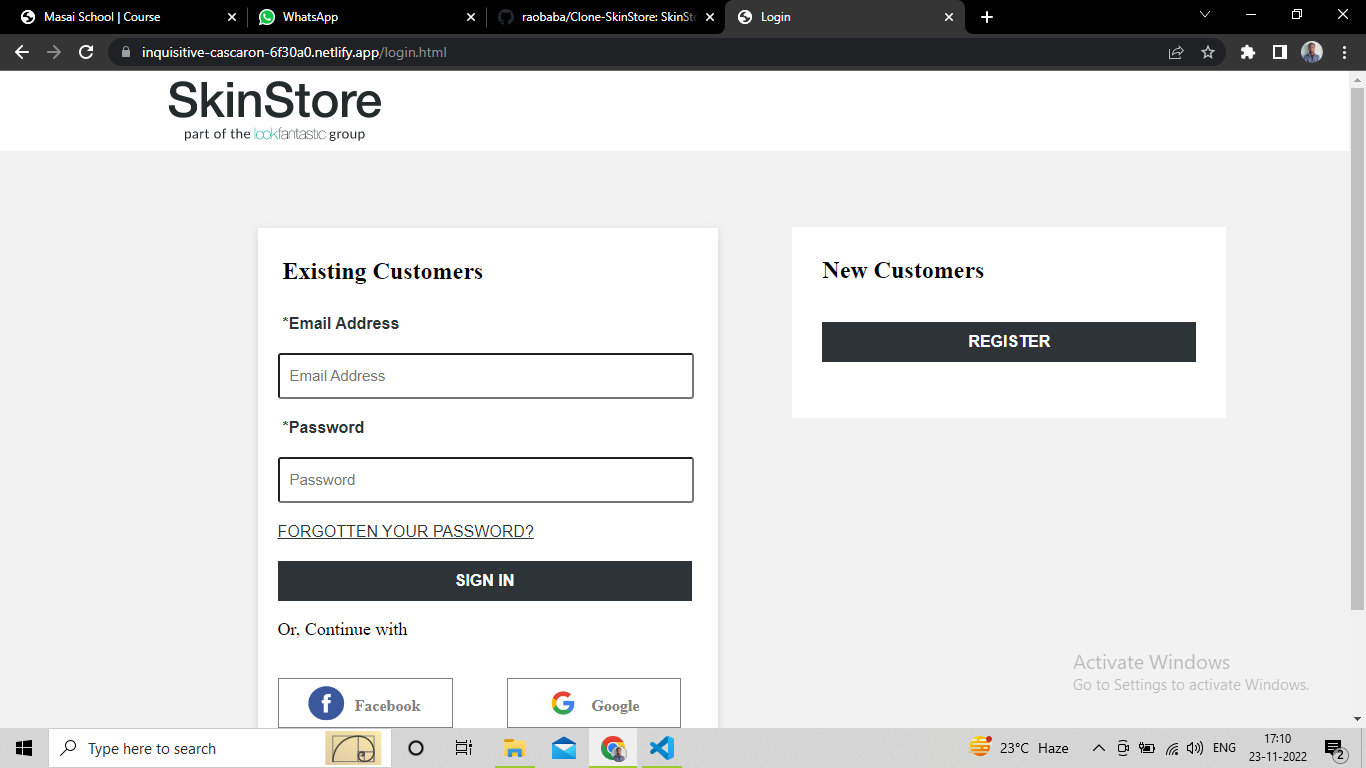 Masai School | Course
WhatsApp
raobaba/Clone-SkinStore: SkinSto
Login
inquisitive-cascaron-6f30a0.netlify.app/login.html
SkinStore
part of the lookfantastic group
Existing Customers
*Email Address
Email Address
*Password
Password
FORGOTTEN YOUR PASSWORD?
SIGN IN
Or, Continue with
Facebook
Google
New Customers
REGISTER
Activate Windows
Go to Settings to activate Windows.
Type here to search
23°C Haze
ENG
17:10
23-11-2022
2